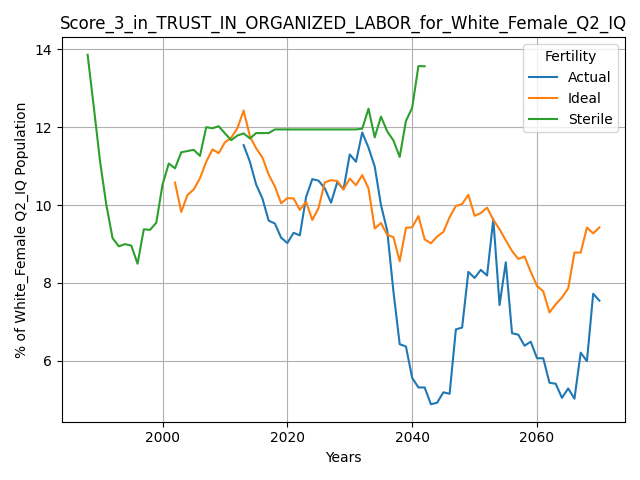 Score_3_in_TRUST_IN_ORGANIZED_LABOR_for_White_Female_Q2_IQ
Fertility
Actual
Ideal
Sterile
% of White_Female Q2_IQ Population
14
12
10
8
6
2000
2020
2040
2060
Years